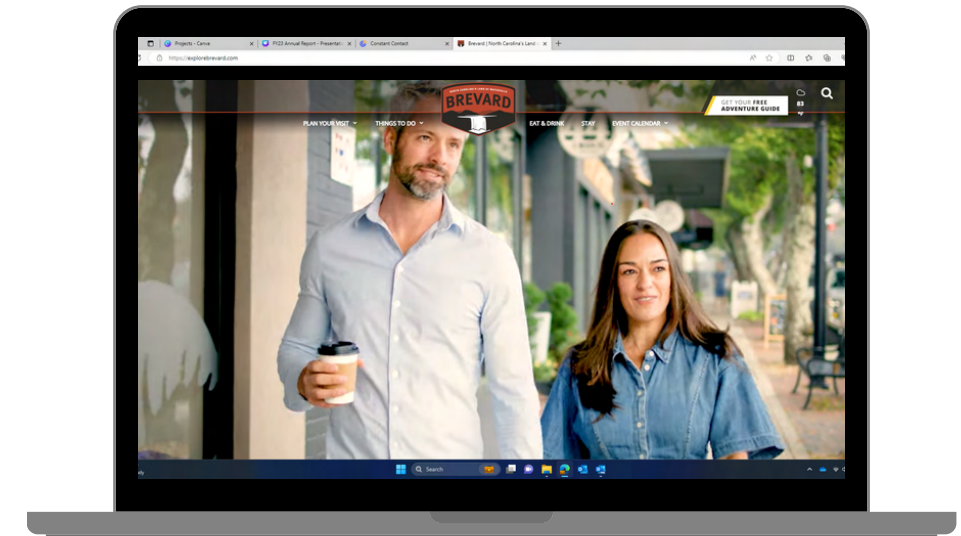 Projects - Canva
FY23 Annual Report - Presentati
Constant Contact
Brevard | North Carolina's Land
https://explorebrevard.com
BREVARD
GET YOUR FREE
ADVENTURE GUIDE
83
°F
PLAN YOUR VISIT
THINGS TO DO
EAT & DRINK
STAY
EVENT CALENDAR
Search